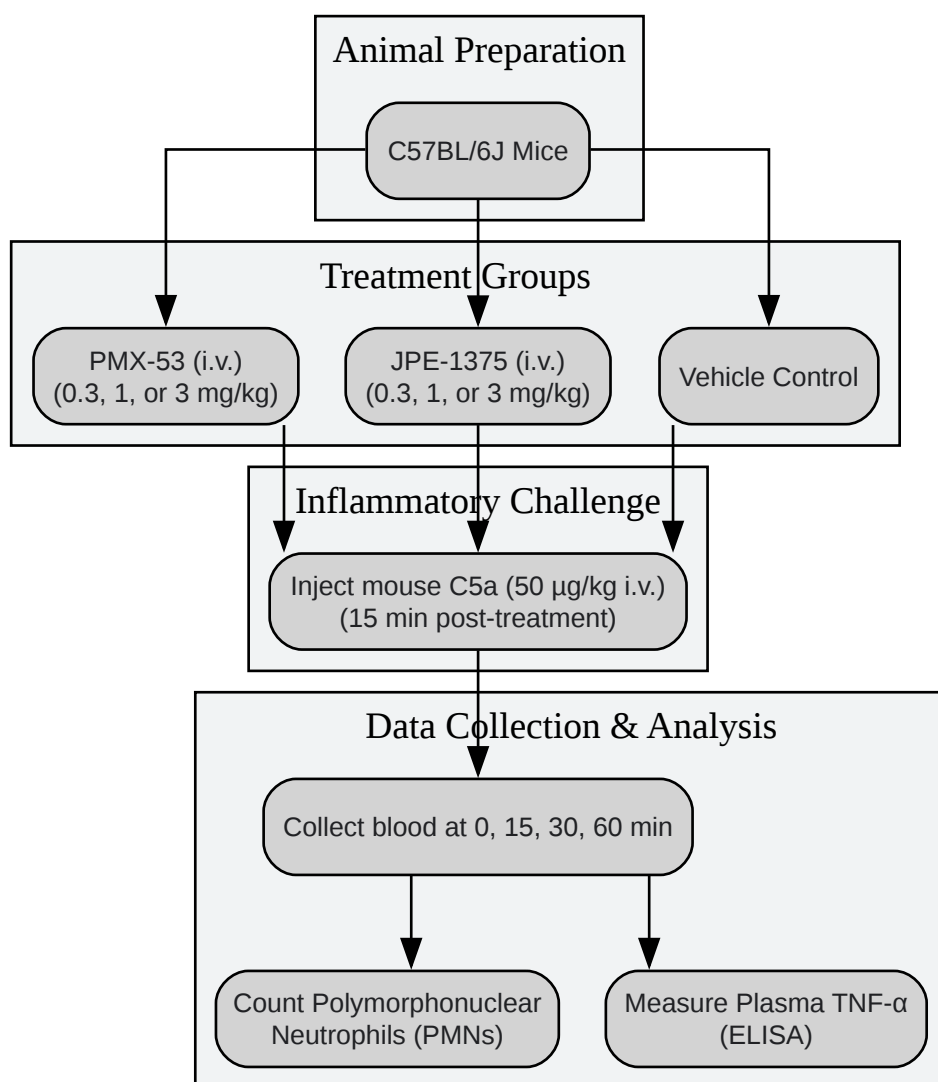 Animal Preparation
C57BL/6J Mice
Treatment Groups
PMX-53 (i.v.)
(0.3, 1, or 3 mg/kg)
JPE-1375 (i.v.)
(0.3, 1, or 3 mg/kg)
Vehicle Control
Inflammatory Challenge
Inject mouse C5a (50 µg/kg i.v.)
(15 min post-treatment)
Data Collection & Analysis
Collect blood at 0, 15, 30, 60 min
Count Polymorphonuclear
Neutrophils (PMNs)
Measure Plasma TNF-α
(ELISA)